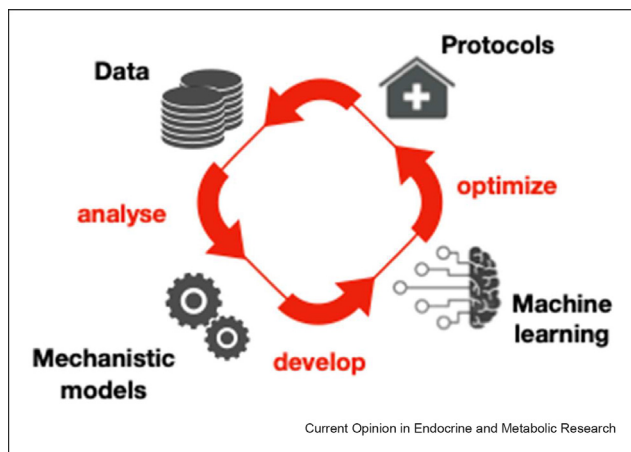 Protocols
Data
optimize
analyse
Machine
learning
Mechanistic
models
develop
Current Opinion in Endocrine and Metabolic Research